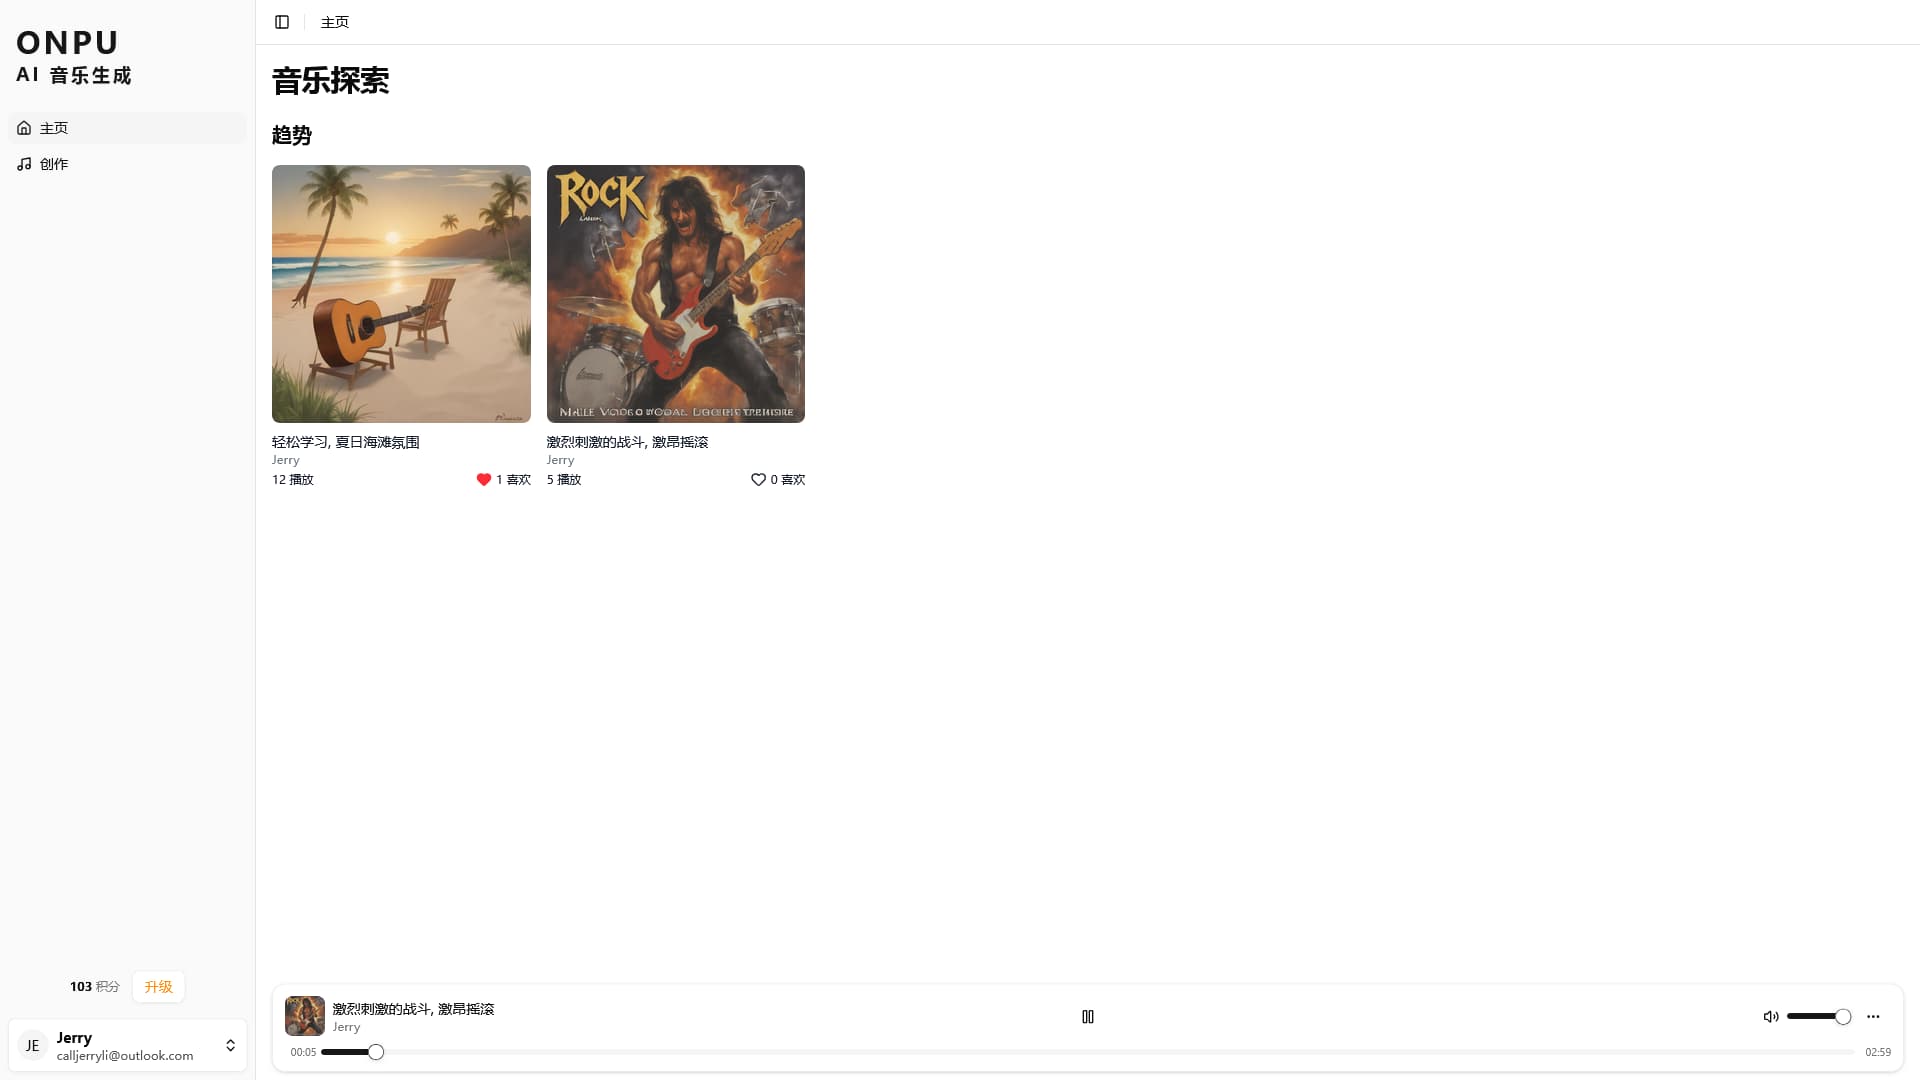 ONPU
AI 音乐生成
主页
创作
103 积分
升级
JE
Jerry
calljerryli@outlook.com
主页
音乐探索
趋势
ROCK
轻松学习, 夏日海滩氛围
Jerry
12 播放
1 喜欢
激烈刺激的战斗, 激昂摇滚
Jerry
5 播放
0 喜欢
激烈刺激的战斗, 激昂摇滚
Jerry
00:05
02:59